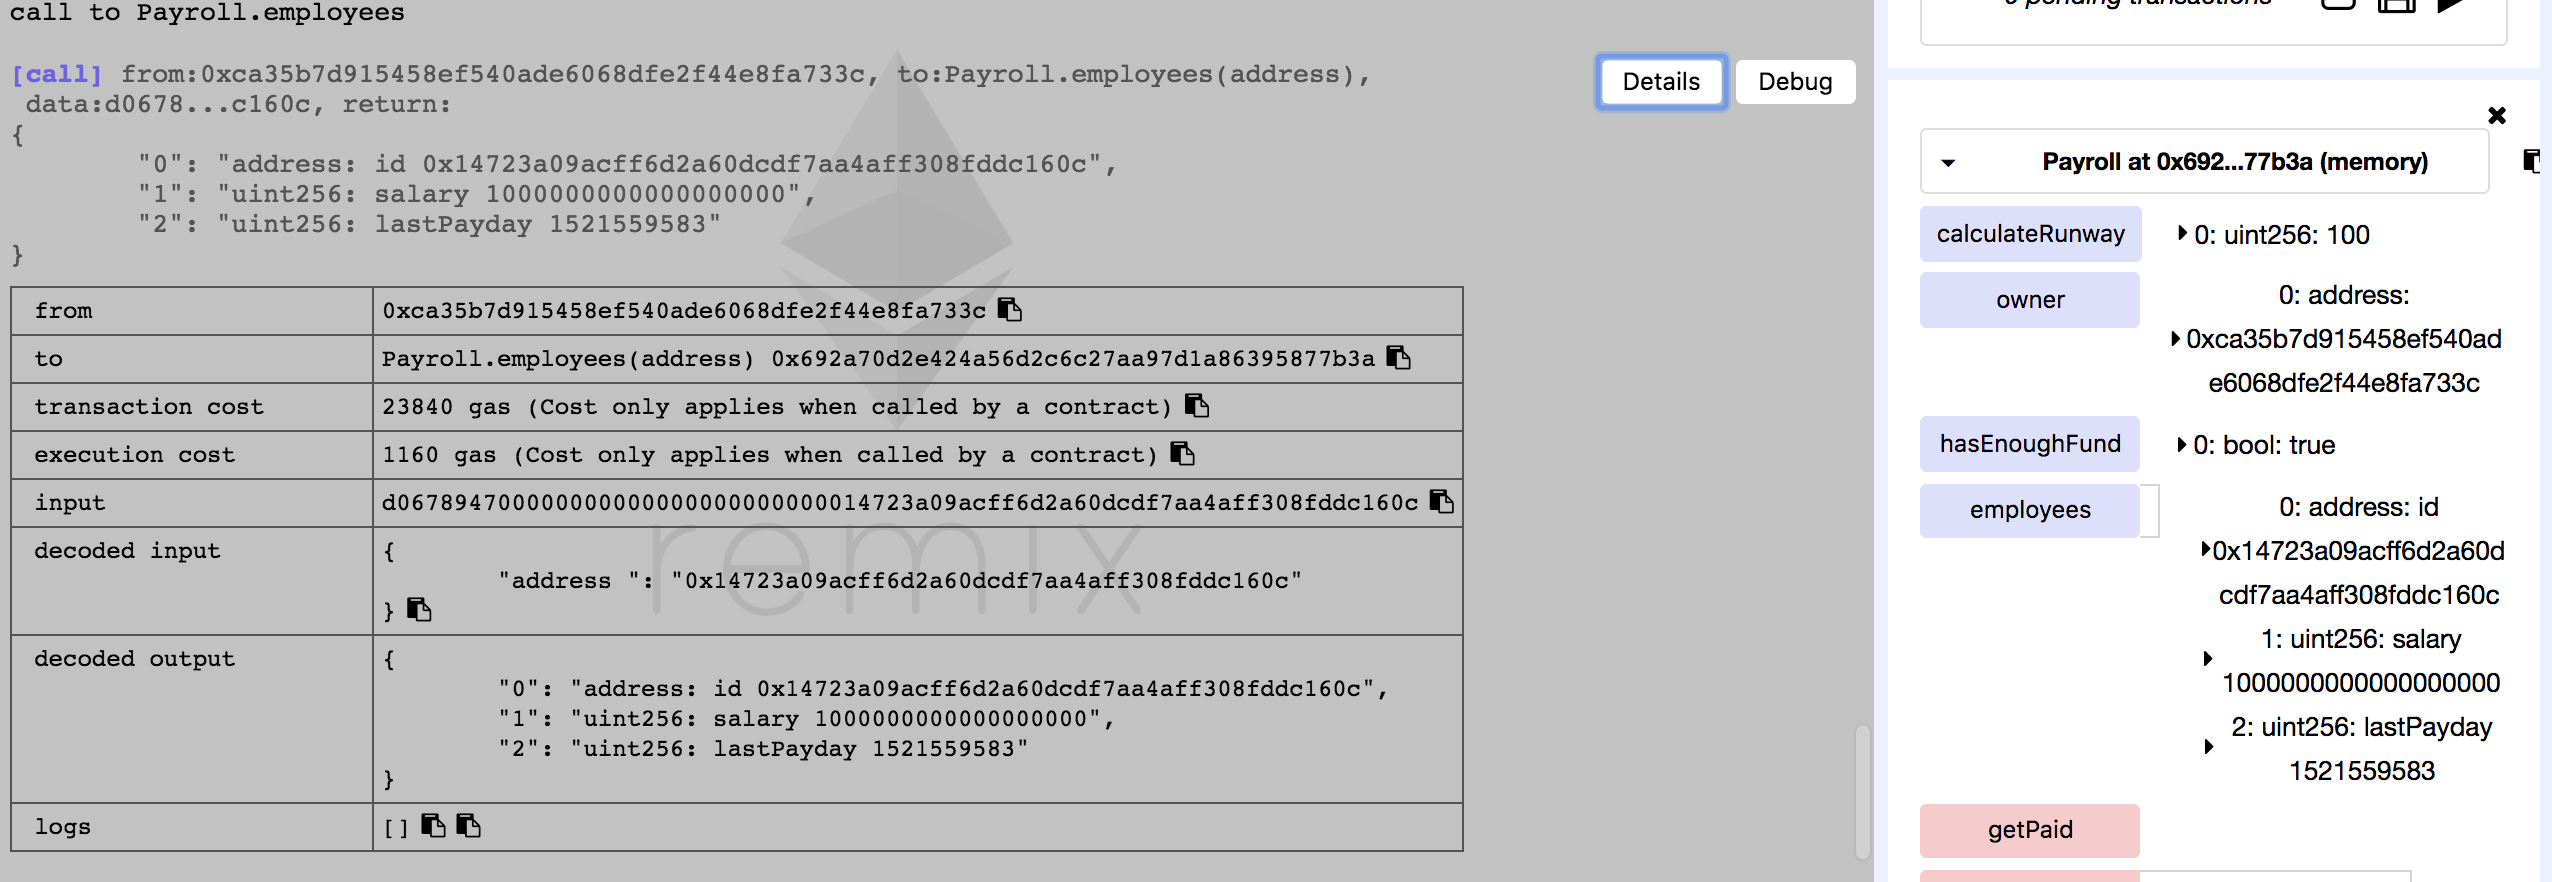 call to Payroll.employees
[call] from:0xca35b7d915458ef540ade6068dfe2f44e8fa733c, to:Payroll.employees(address),
data:d0678...c160c, return:
{
"0": "address: id 0x14723a09acff6d2a60dcdf7aa4aff308fddc160c",
"1": "uint256: salary 1000000000000000000",
"2": "uint256: lastPayday 1521559583"
}
Details
Debug
from 0xca35b7d915458ef540ade6068dfe2f44e8fa733c
to Payroll.employees(address) 0x692a70d2e424a56d2c6c27aa97d1a86395877b3a
transaction cost 23840 gas (Cost only applies when called by a contract)
execution cost 1160 gas (Cost only applies when called by a contract)
input d067894700000000000000000000000014723a09acff6d2a60dcdf7aa4aff308fddc160c
decoded input {
"address ": "0x14723a09acff6d2a60dcdf7aa4aff308fddc160c"
}
decoded output {
"0": "address: id 0x14723a09acff6d2a60dcdf7aa4aff308fddc160c",
"1": "uint256: salary 1000000000000000000",
"2": "uint256: lastPayday 1521559583"
}
logs []
remix
pending transactions
Payroll at 0x692...77b3a (memory)
calculateRunway 0: uint256: 100
owner 0: address:
0xca35b7d915458ef540ad
e6068dfe2f44e8fa733c
hasEnoughFund 0: bool: true
employees 0: address: id
0x14723a09acff6d2a60d
cdf7aa4aff308fddc160c
1: uint256: salary
1000000000000000000
2: uint256: lastPayday
1521559583
getPaid